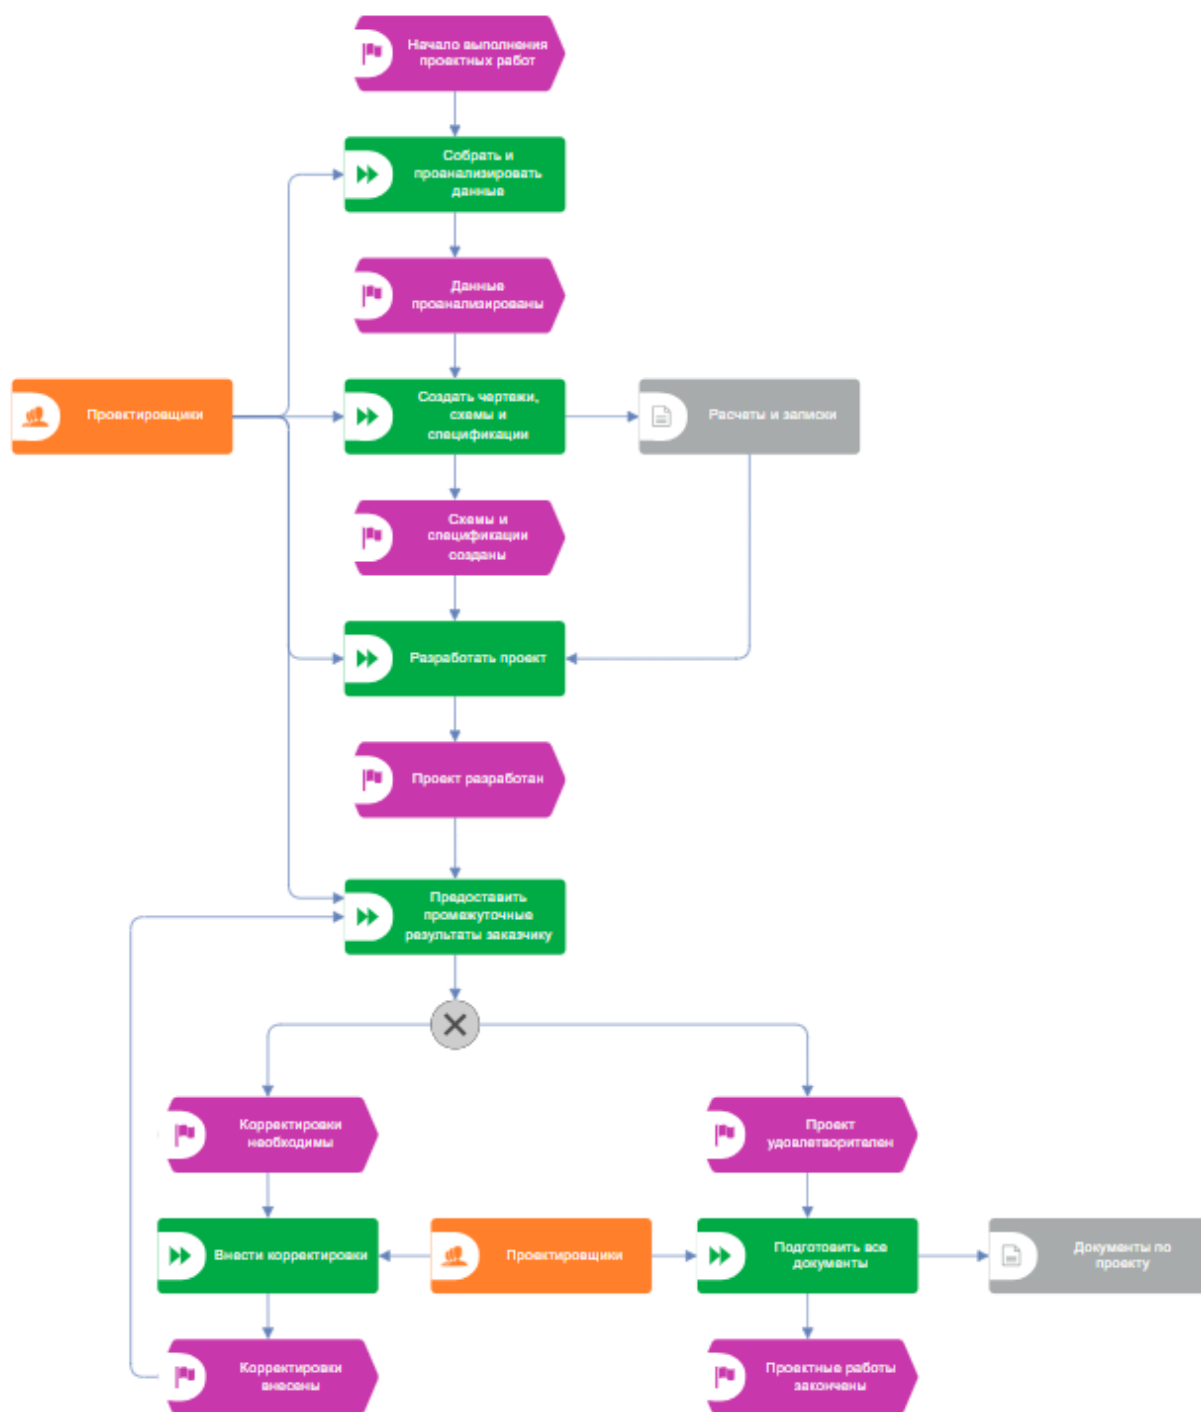 Начало выполнения
проектных работ
Собрать и
проанализировать
данные
Данные
проанализированы
Проектировщики
Создать чертежи,
схемы и
спецификации
Расчеты и записки
Схемы и
спецификации
созданы
Разработать проект
Проект разработан
Предоставить
промежуточные
результаты заказчику
Корректировки
необходимы
Проект
удовлетворителен
Внести корректировки
Проектировщики
Подготовить все
документы
Документы по
проекту
Корректировки
внесены
Проектные работы
закончены